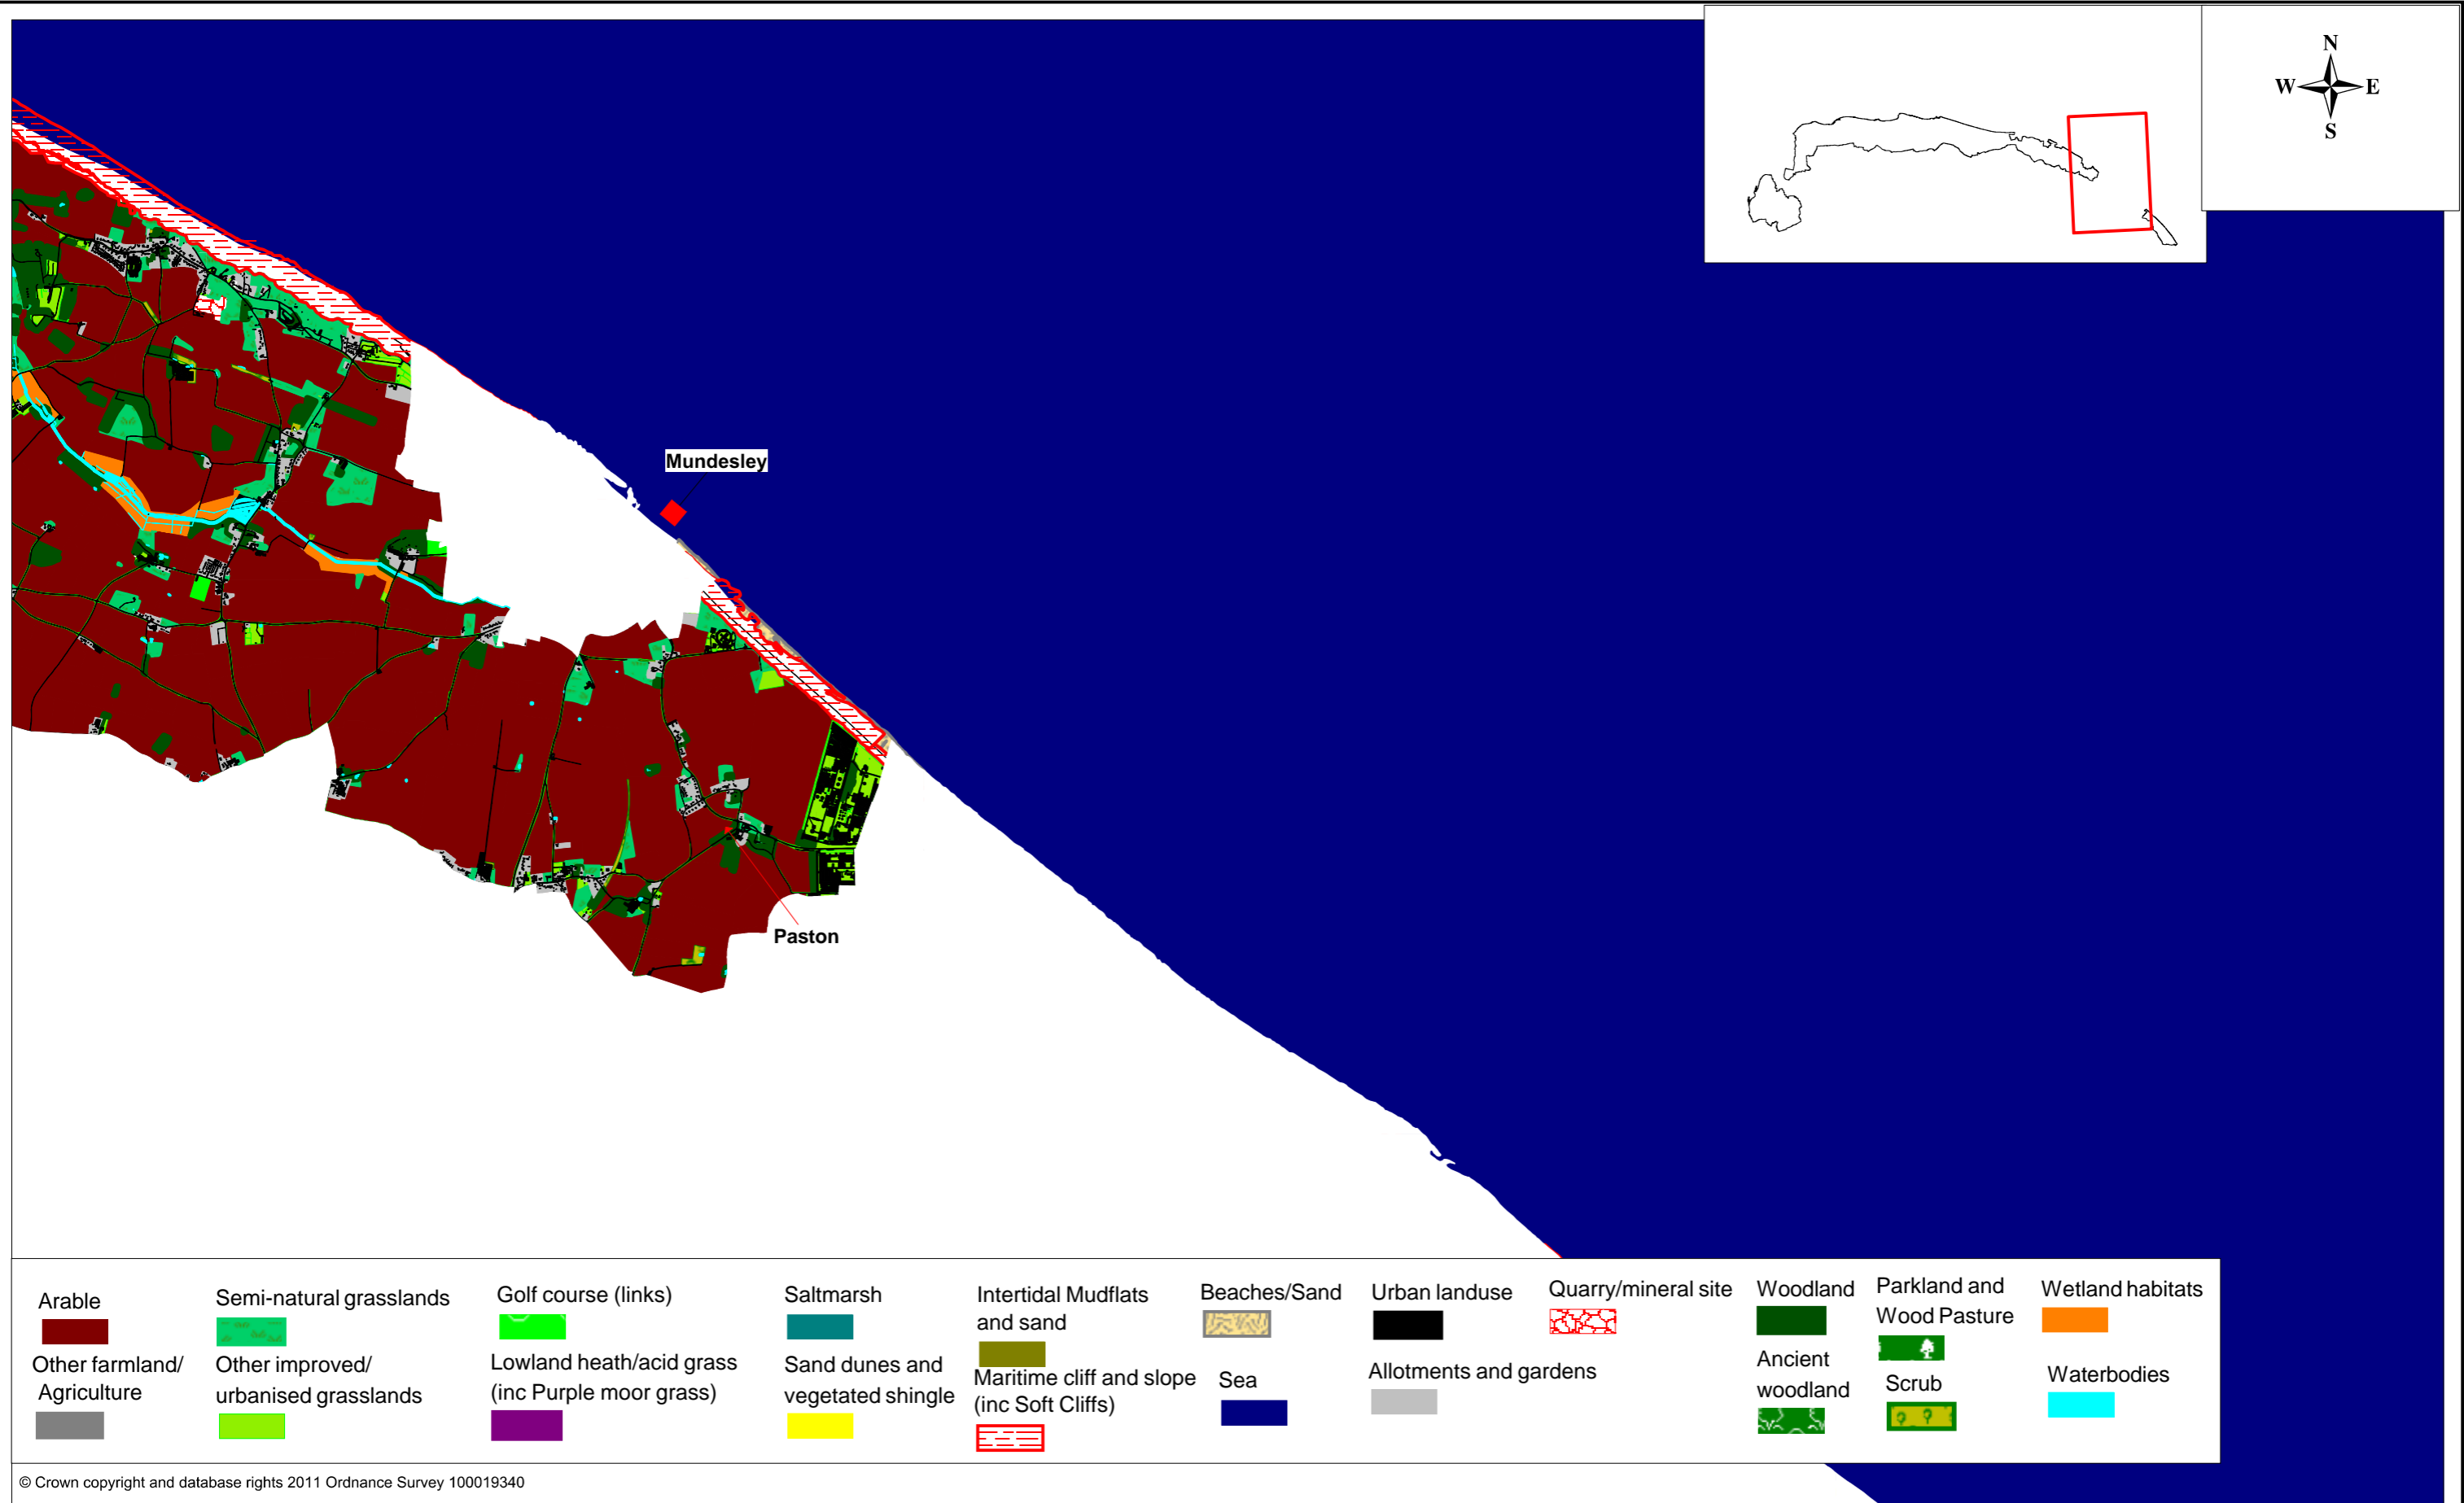 N
W E
S
Mundesley
Paston
Arable
Other farmland/
Agriculture
Semi-natural grasslands
Other improved/
urbanised grasslands
Golf course (links)
Lowland heath/acid grass
(inc Purple moor grass)
Saltmarsh
Sand dunes and
vegetated shingle
Intertidal Mudflats
and sand
Maritime cliff and slope
(inc Soft Cliffs)
Beaches/Sand
Sea
Urban landuse
Allotments and gardens
Quarry/mineral site
Woodland
Ancient
woodland
Parkland and
Wood Pasture
Scrub
Wetland habitats
Waterbodies
© Crown copyright and database rights 2011 Ordnance Survey 100019340